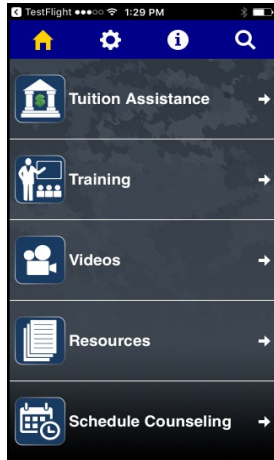 TestFlight 1:29 PM
Tuition Assistance
Training
Videos
Resources
Schedule Counseling